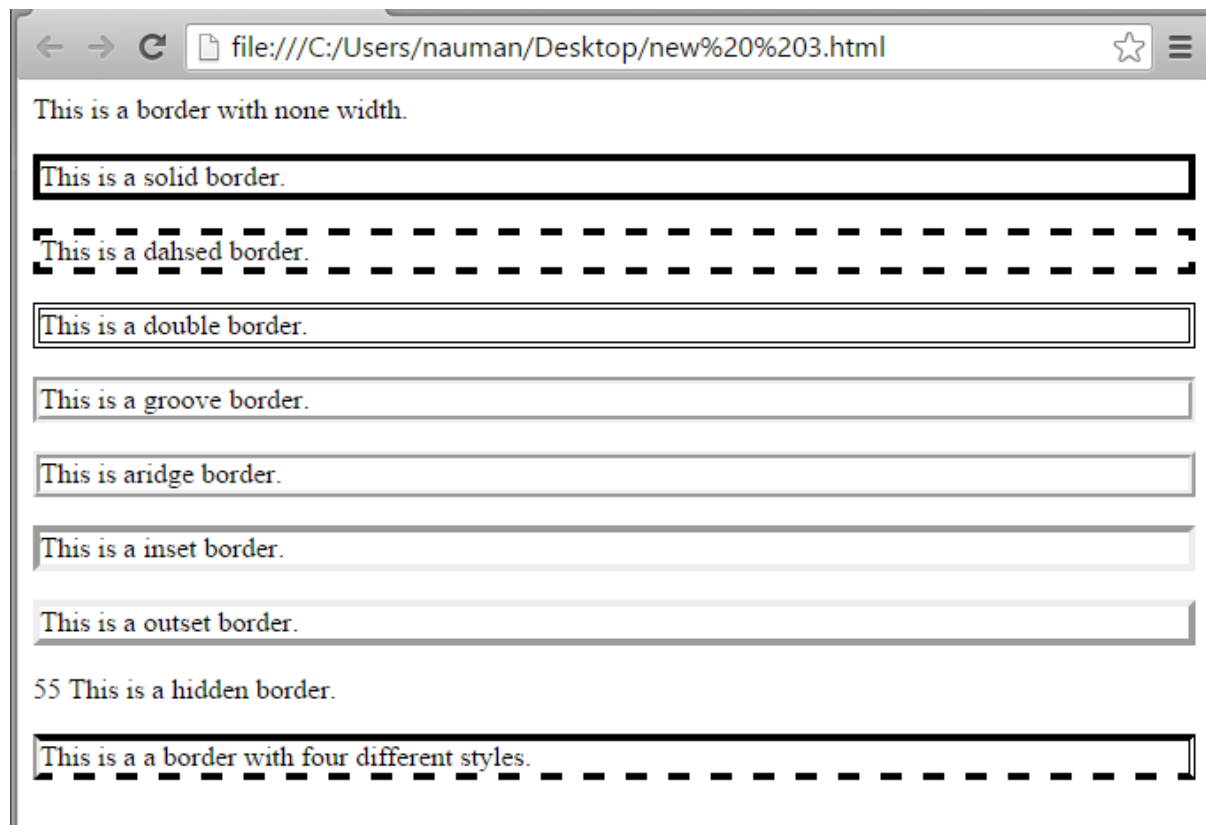 file:///C:/Users/nauman/Desktop/new%20%203.html
This is a border with none width.
This is a solid border.
This is a dahsed border.
This is a double border.
This is a groove border.
This is aridge border.
This is a inset border.
This is a outset border.
55 This is a hidden border.
This is a a border with four different styles.